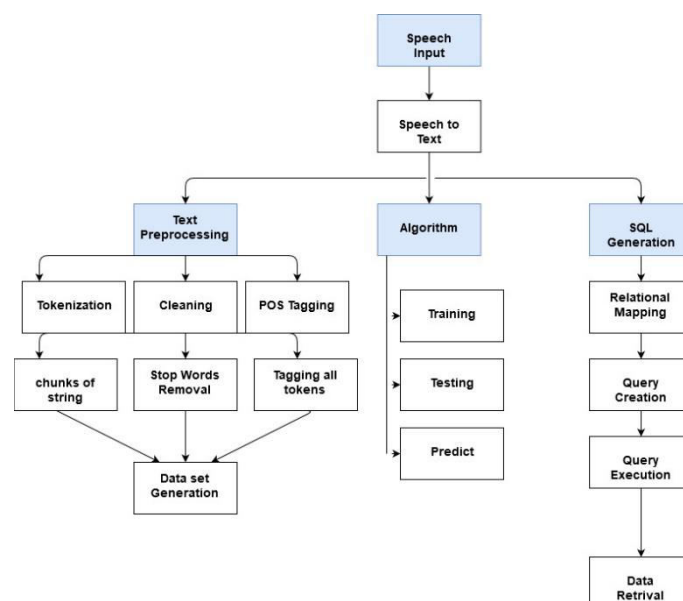 Speech
Input
Speech to
Text
Text
Preprocessing
Algorithm
SQL
Generation
Tokenization
Cleaning
POS Tagging
Training
Relational
Mapping
chunks of
string
Stop Words
Removal
Tagging all
tokens
Testing
Query
Creation
Data set
Generation
Predict
Query
Execution
Data
Retrival